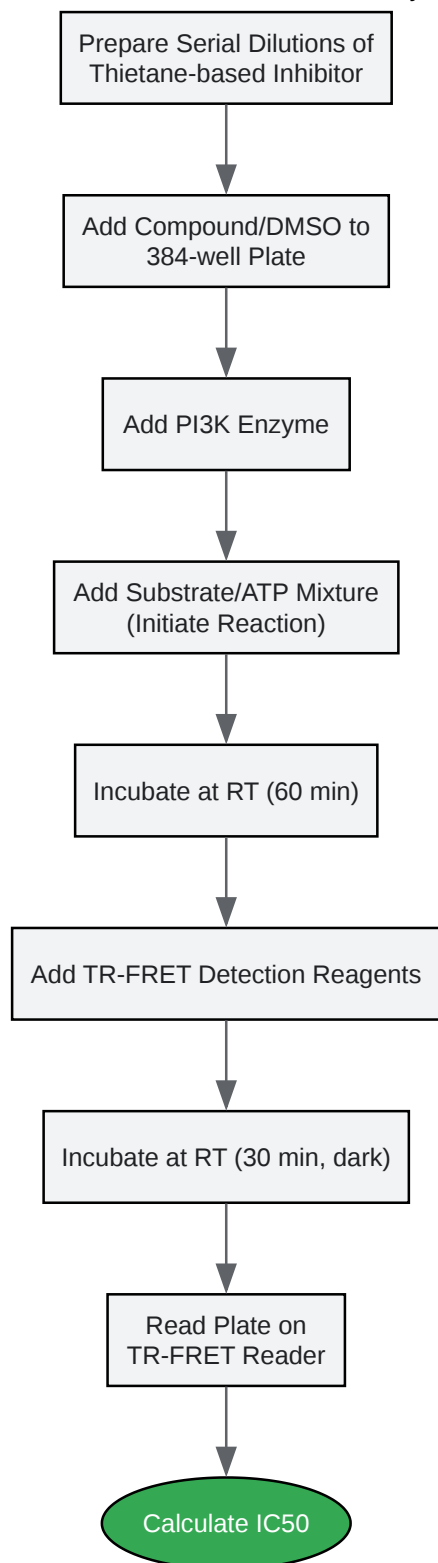 Prepare Serial Dilutions of
Thietane-based Inhibitor
Add Compound/DMSO to
384-well Plate
Add PI3K Enzyme
Add Substrate/ATP Mixture
(Initiate Reaction)
Incubate at RT (60 min)
Add TR-FRET Detection Reagents
Incubate at RT (30 min, dark)
Read Plate on
TR-FRET Reader
Calculate IC50